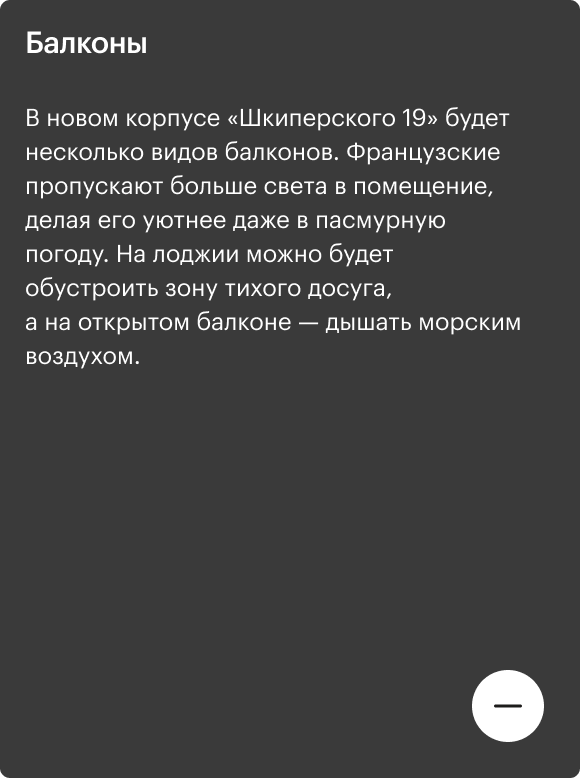 Балконы
В новом корпусе «Шкиперского 19» будет
несколько видов балконов. Французские
пропускают больше света в помещение,
делая его уютнее даже в пасмурную
погоду. На лоджии можно будет
обустроить зону тихого досуга,
а на открытом балконе — дышать морским
воздухом.